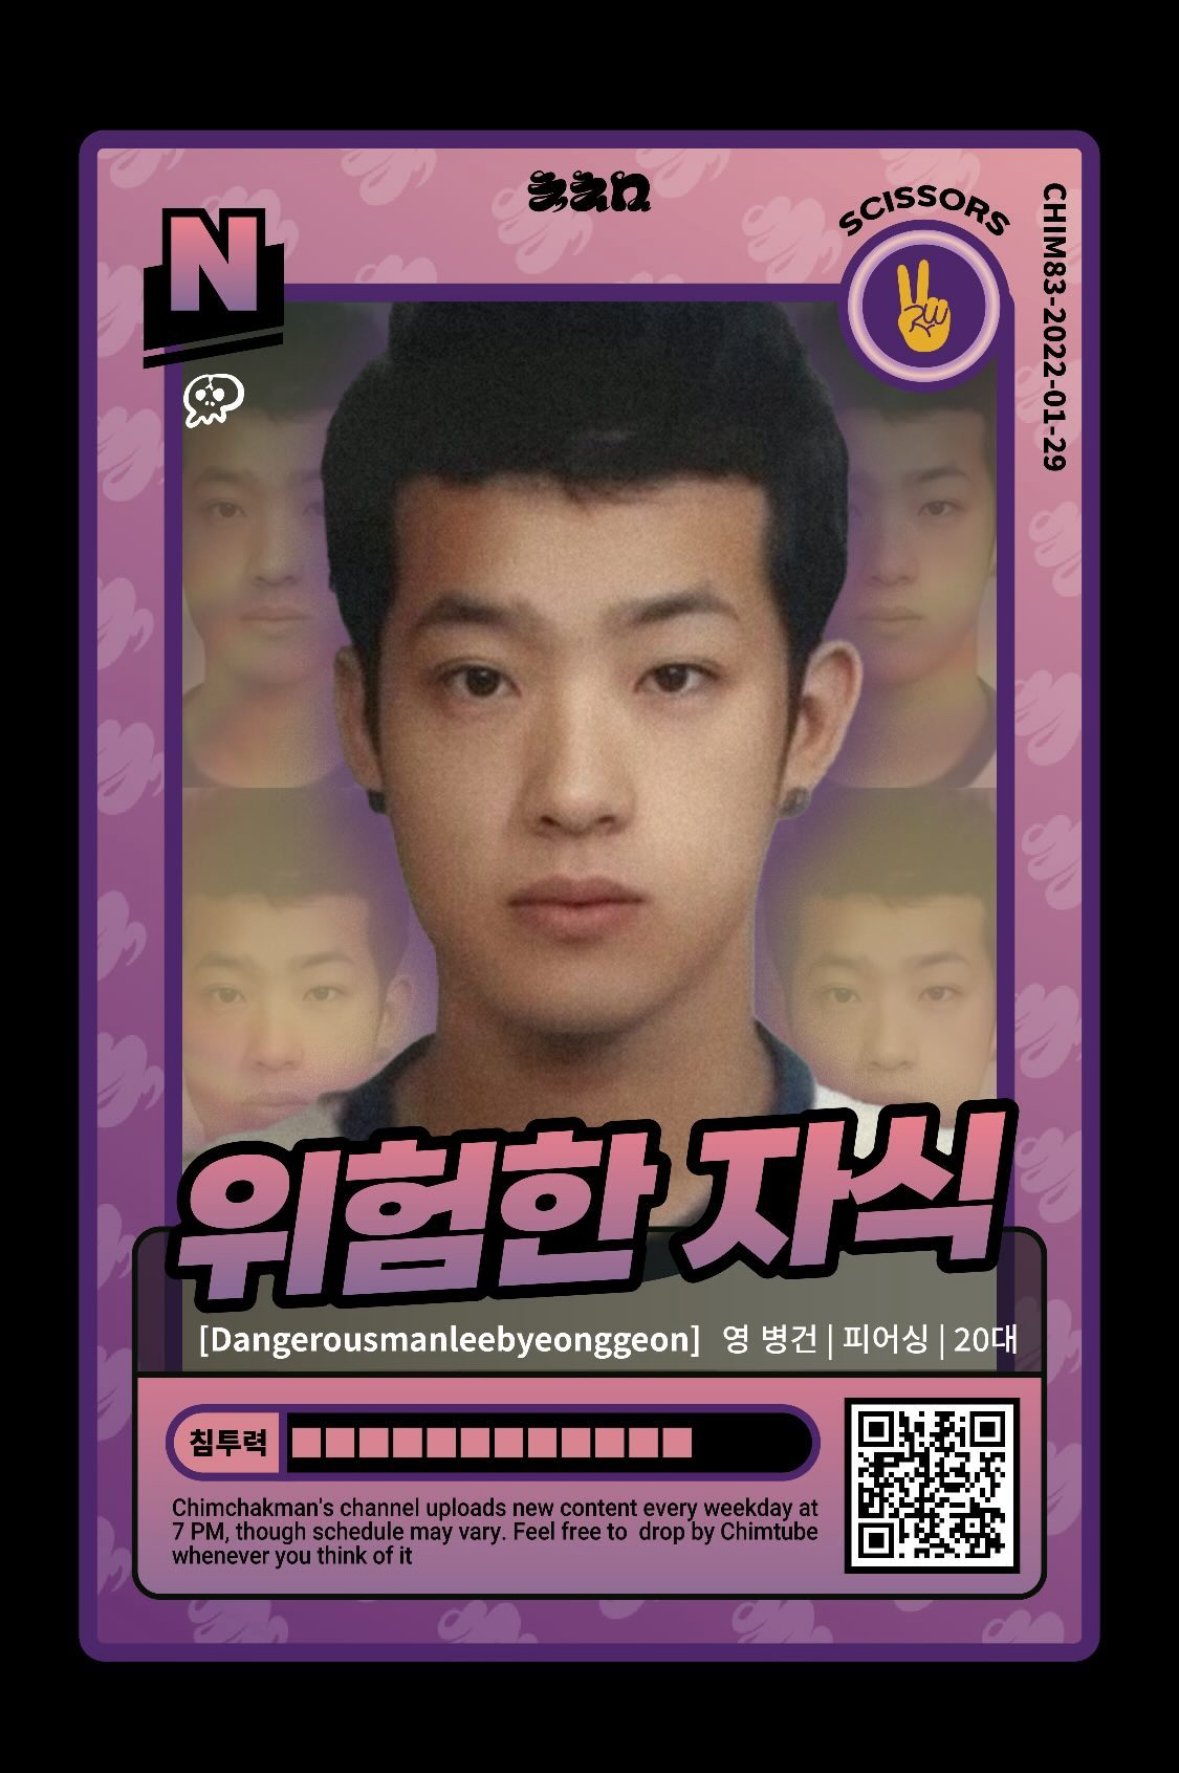 N
SCISSORS
CHIM83-2022-01-29
위험한 자식
[Dangerousmanleebyeonggeon] 영 병건 | 피어싱 | 20대
침투력
Chimchakman's channel uploads new content every weekday at
7 PM, though schedule may vary. Feel free to drop by Chimtube
whenever you think of it